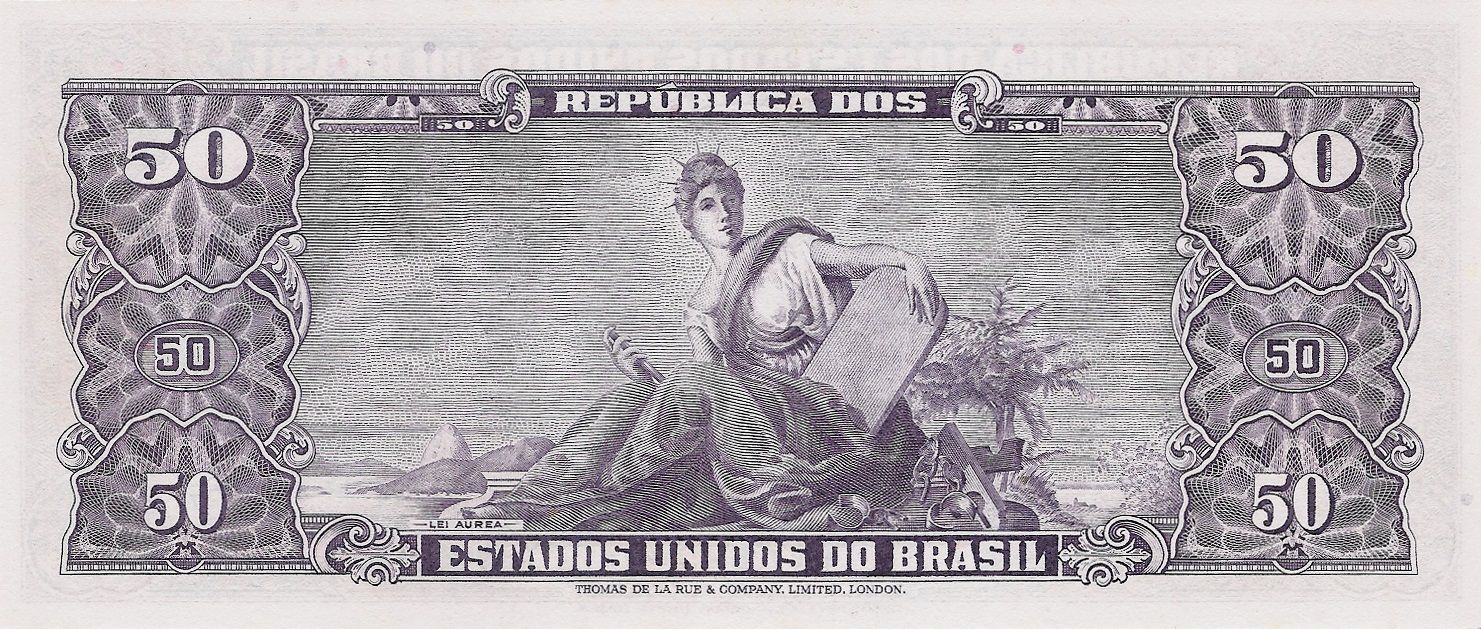 REPÚBLICA DOS
50 50
50 50
50 50
50 50
LEI AUREA
ESTADOS UNIDOS DO BRASIL
THOMAS DE LA RUE & COMPANY, LIMITED, LONDON.